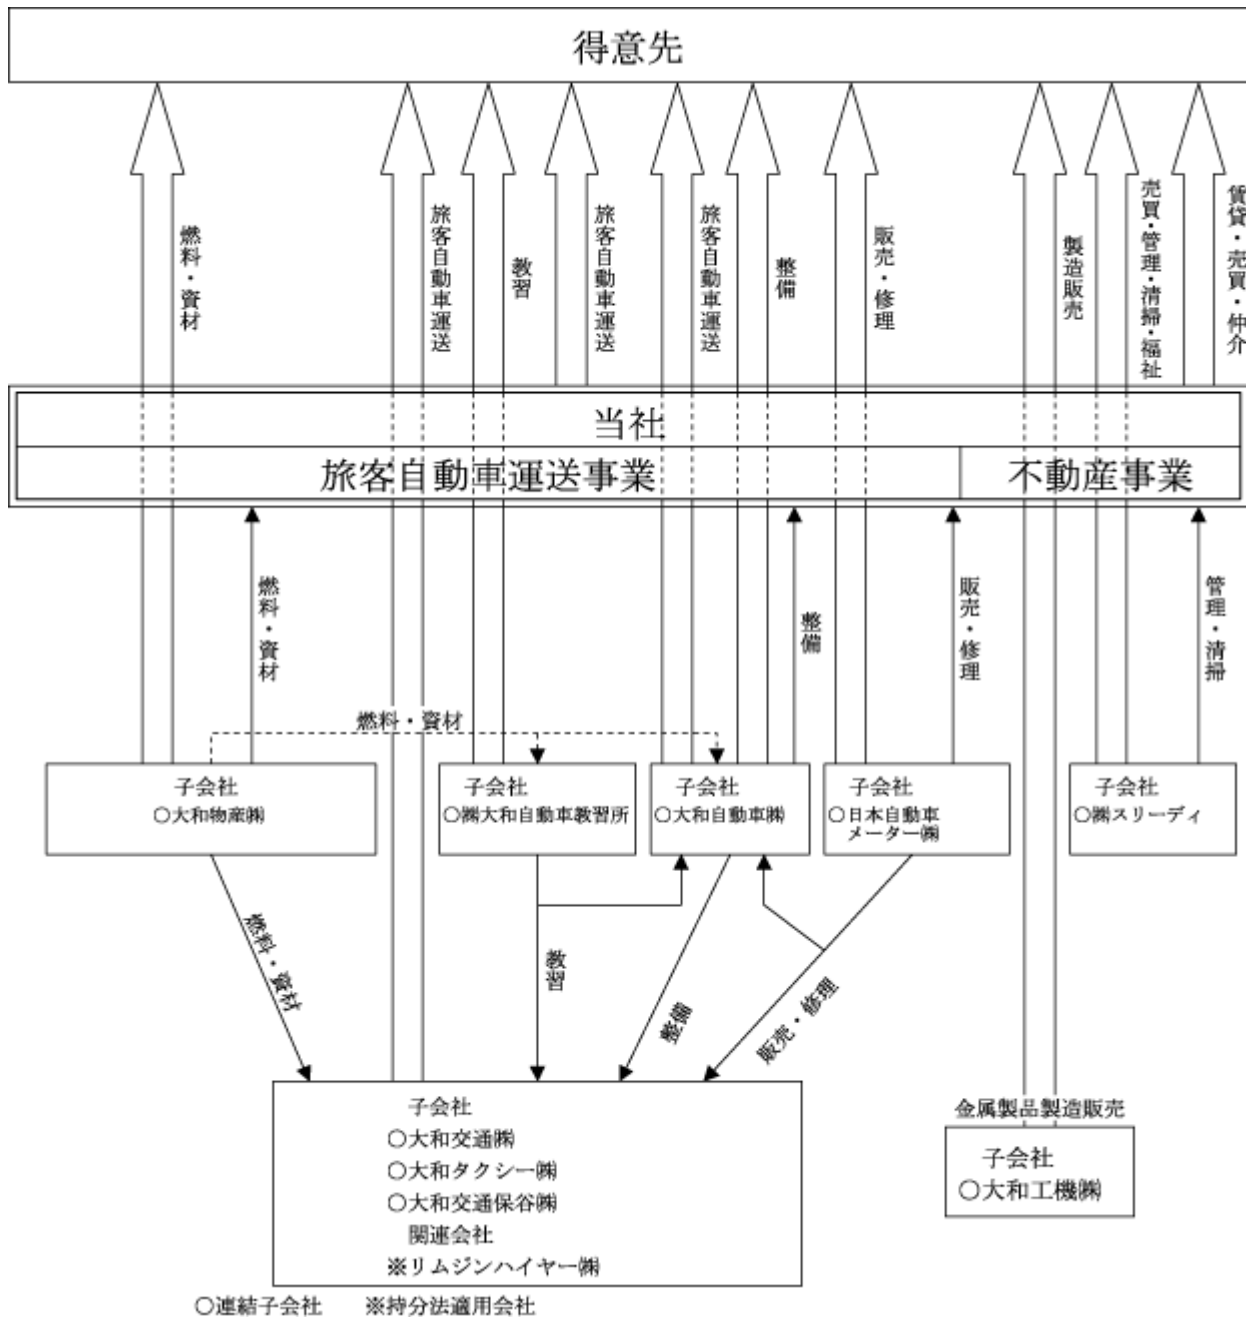 得意先
燃料・資材
旅客自動車運送
教習
旅客自動車運送
旅客自動車運送
整備
販売・修理
製造販売
売買・管理・清掃・福祉
賃貸・売買・仲介
当社
旅客自動車運送事業
不動産事業
燃料・資材
整備
販売・修理
管理・清掃
燃料・資材
子会社
○大和物産㈱
子会社
○㈱大和自動車教習所
子会社
○大和自動車㈱
子会社
○日本自動車
メーター㈱
子会社
○㈱スリーディ
燃料・資材
教習
整備
販売・修理
子会社
○大和交通㈱
○大和タクシー㈱
○大和交通保谷㈱
関連会社
※リムジンハイヤー㈱
金属製品製造販売
子会社
○大和工機㈱
○連結子会社　※持分法適用会社